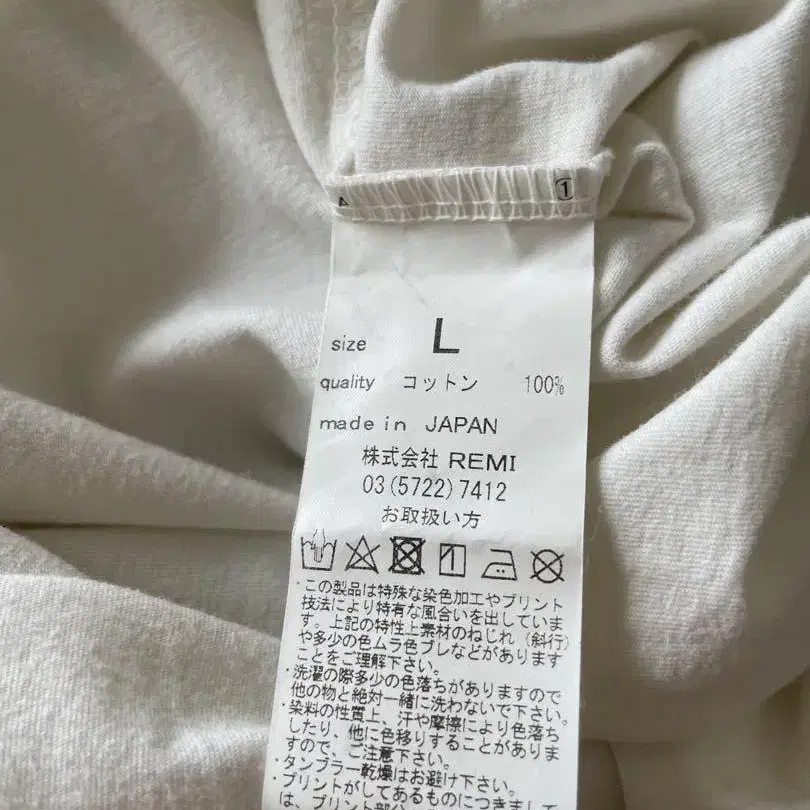 ①
size L
quality コットン 100%
made in JAPAN
株式会社 REMI
03(5722)7412
お取扱い方
・この製品は特殊な染色加工やプリント
技法により特有な風合いを出していま
す。上記の特性上素材のねじれ（斜行）
や多少の色ムラ色ブレなどがあります
ことをご理解下さい。
・洗濯の際多少の色落ちがありますので
他の物と絶対一緒に洗わないで下さい。
・染料の性質上、汗や摩擦により色落ち
したり、他に色移りすることがありま
すので、ご注意下さい。
・タンブラー乾燥はお避け下さい。
・プリントがしてあるものにつきまして
は、プリント部分